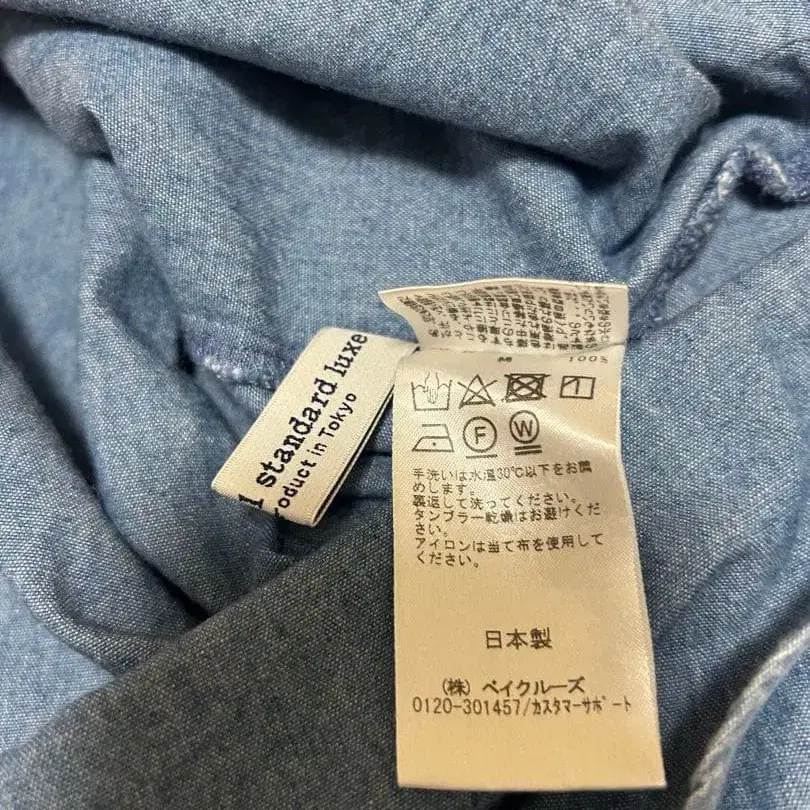 l standard luxe
roduct in Tokyo
綿 100%
F W
手洗いは水温30℃以下をお薦
めします。
裏返して洗ってください。
タンブラー乾燥はお避けくださ
い。
アイロンは当て布を使用して
ください。
日本製
(株) ベイクルーズ
0120-301457/カスタマーサポート